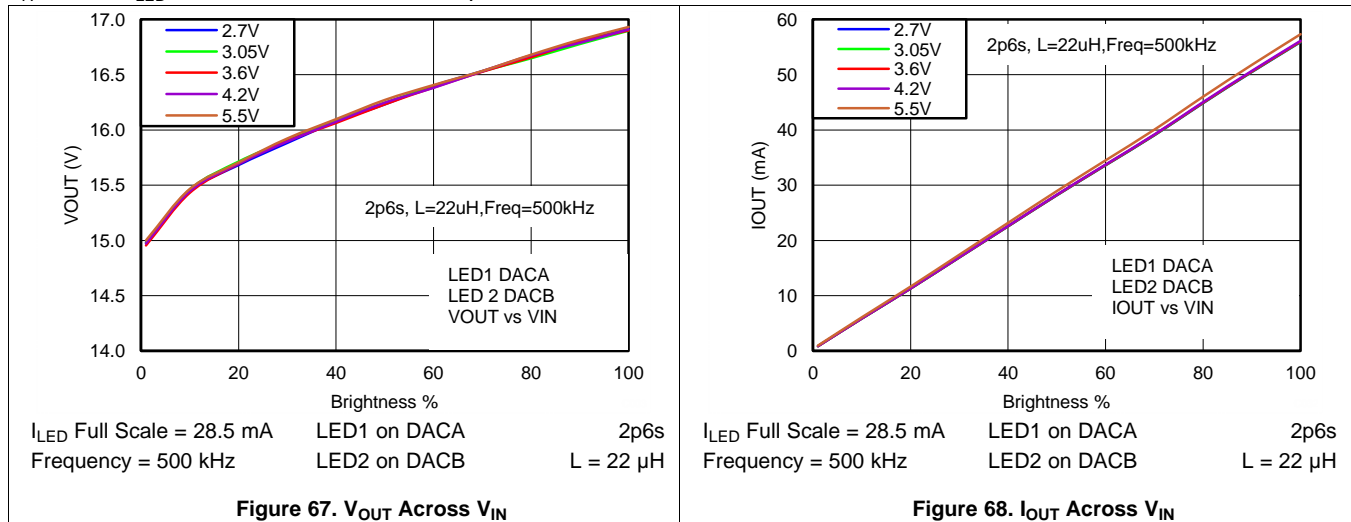 17.0
16.5
16.0
15.5
15.0
14.5
14.0
VOUT (V)
2.7V
3.05V
3.6V
4.2V
5.5V
2p6s, L=22uH,Freq=500kHz
LED1 DACA
LED 2 DACB
VOUT vs VIN
0 20 40 60 80 100
Brightness %
I_LED Full Scale = 28.5 mA LED1 on DACA 2p6s
Frequency = 500 kHz LED2 on DACB L = 22 µH
Figure 67. V_OUT Across V_IN
60
50
40
30
20
10
0
IOUT (mA)
2.7V
3.05V
3.6V
4.2V
5.5V
2p6s, L=22uH,Freq=500kHz
LED1 DACA
LED2 DACB
IOUT vs VIN
0 20 40 60 80 100
Brightness %
I_LED Full Scale = 28.5 mA LED1 on DACA 2p6s
Frequency = 500 kHz LED2 on DACB L = 22 µH
Figure 68. I_OUT Across V_IN